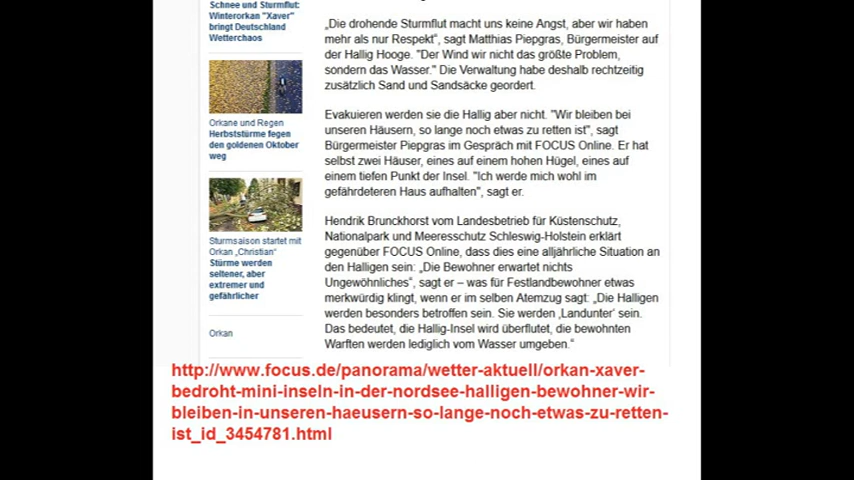 Schnee und Sturmflut:
Winterorkan "Xaver"
bringt Deutschland
Wetterchaos
Orkane und Regen
Herbststürme fegen
den goldenen Oktober
weg
Sturmsaison startet mit
Orkan „Christian“
Stürme werden
seltener, aber
extremer und
gefährlicher
Orkan
„Die drohende Sturmflut macht uns keine Angst, aber wir haben
mehr als nur Respekt“, sagt Matthias Piepgras, Bürgermeister auf
der Hallig Hooge. "Der Wind wir nicht das größte Problem,
sondern das Wasser." Die Verwaltung habe deshalb rechtzeitig
zusätzlich Sand und Sandsäcke geordert.
Evakuieren werden sie die Hallig aber nicht. "Wir bleiben bei
unseren Häusern, so lange noch etwas zu retten ist", sagt
Bürgermeister Piepgras im Gespräch mit FOCUS Online. Er hat
selbst zwei Häuser, eines auf einem hohen Hügel, eines auf
einem tiefen Punkt der Insel. "Ich werde mich wohl im
gefährdeteren Haus aufhalten", sagt er.
Hendrik Brunckhorst vom Landesbetrieb für Küstenschutz,
Nationalpark und Meeresschutz Schleswig-Holstein erklärt
gegenüber FOCUS Online, dass dies eine alljährliche Situation an
den Halligen sein: „Die Bewohner erwartet nichts
Ungewöhnliches“, sagt er – was für Festlandbewohner etwas
merkwürdig klingt, wenn er im selben Atemzug sagt: „Die Halligen
werden besonders betroffen sein. Sie werden ‚Landunter‘ sein.
Das bedeutet, die Hallig-Insel wird überflutet, die bewohnten
Warften werden lediglich vom Wasser umgeben.“
http://www.focus.de/panorama/wetter-aktuell/orkan-xaver-
bedroht-mini-inseln-in-der-nordsee-halligen-bewohner-wir-
bleiben-in-unseren-haeusern-so-lange-noch-etwas-zu-retten-
ist_id_3454781.html